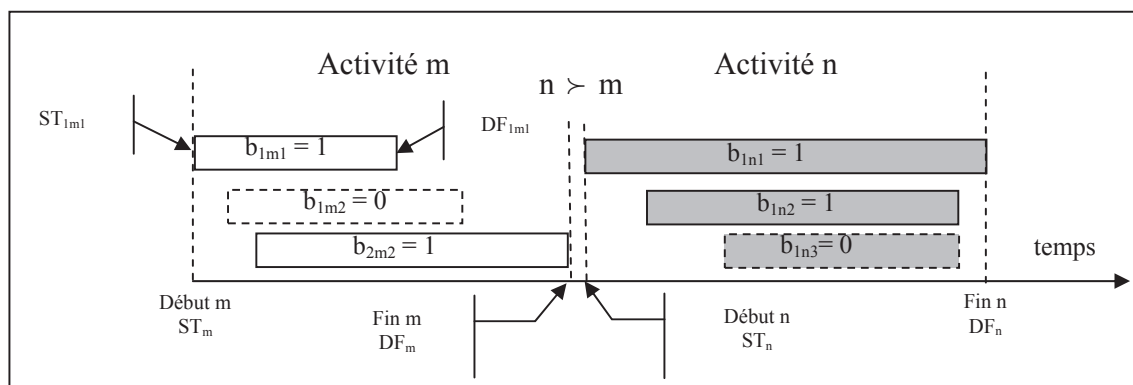 Activité m
Activité n
n ≻ m
ST₁ₘ₁
DF₁ₘ₁
b₁ₘ₁ = 1
b₁ₙ₁ = 1
b₁ₘ₂ = 0
b₁ₙ₂ = 1
b₂ₘ₂ = 1
b₁ₙ₃= 0
temps
Début m
STₘ
Fin m
DFₘ
Début n
STₙ
Fin n
DFₙ